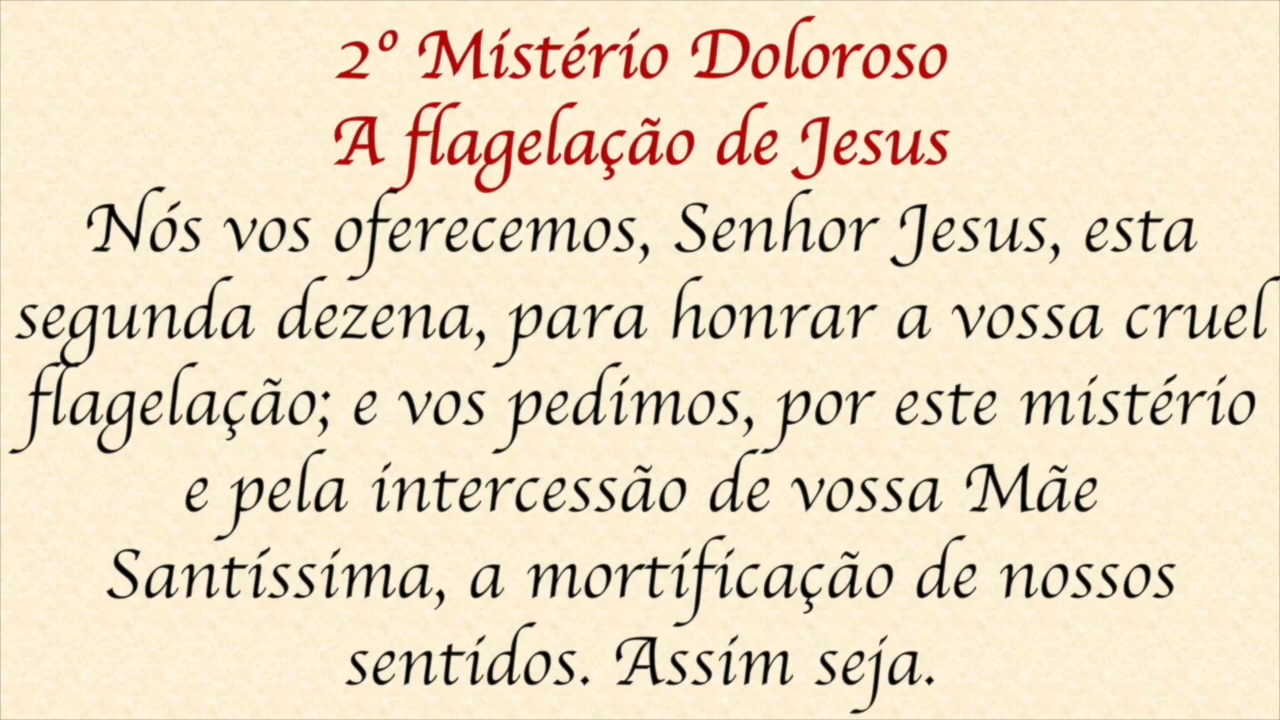 2º Mistério Doloroso
A flagelação de Jesus
Nós vos oferecemos, Senhor Jesus, esta
segunda dezena, para honrar a vossa cruel
flagelação; e vos pedimos, por este mistério
e pela intercessão de vossa Mãe
Santíssima, a mortificação de nossos
sentidos. Assim seja.